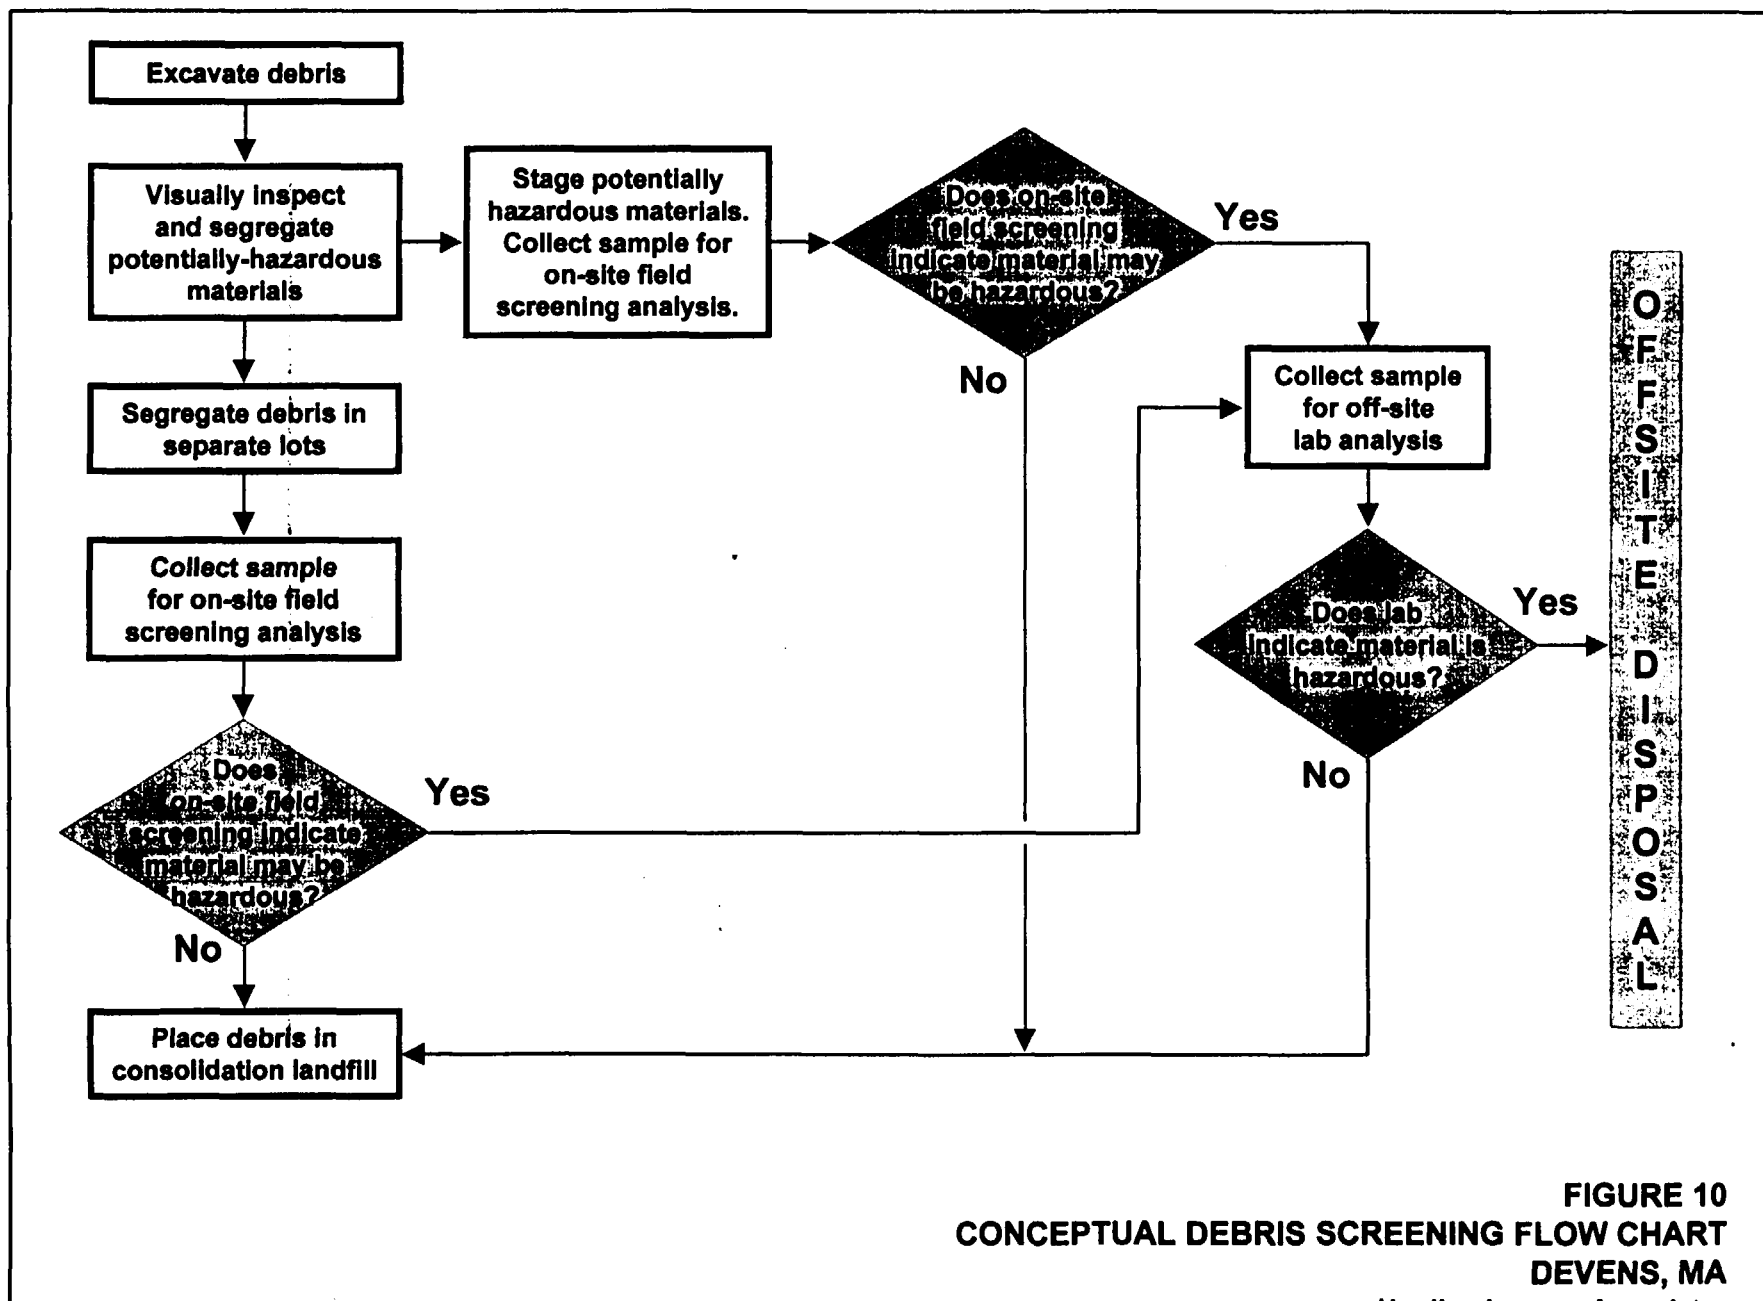 Excavate debris
Visually inspect
and segregate
potentially-hazardous
materials
Stage potentially
hazardous materials.
Collect sample for
on-site field
screening analysis.
Does on-site
field screening
indicate material may
be hazardous?
Yes
No
Segregate debris in
separate lots
Collect sample
for on-site field
screening analysis
Does
on-site field
screening indicate
material may be
hazardous?
Yes
No
Place debris in
consolidation landfill
Collect sample
for off-site
lab analysis
Does lab
indicate material is
hazardous?
Yes
No
OFFSITE DISPOSAL
FIGURE 10
CONCEPTUAL DEBRIS SCREENING FLOW CHART
DEVENS, MA